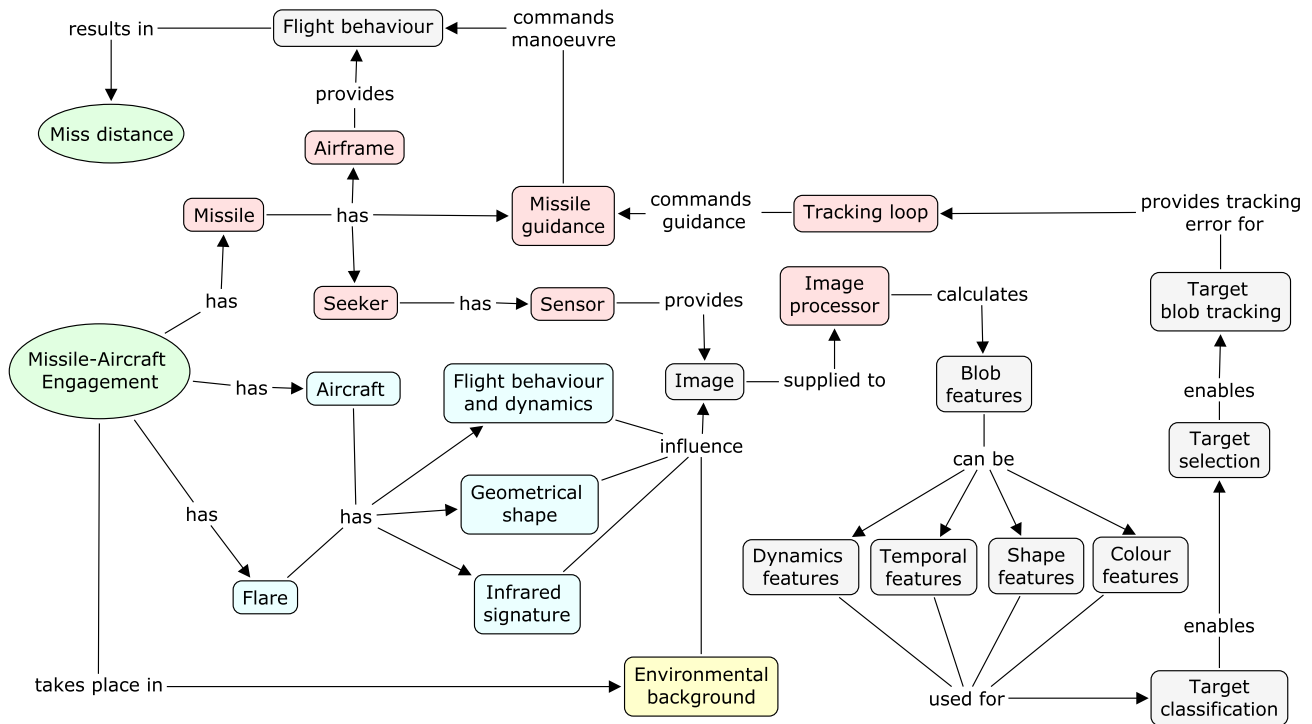 results in
Flight behaviour
commands
manoeuvre
provides
Miss distance
Airframe
Missile
has
Missile
guidance
commands
guidance
Tracking loop
provides tracking
error for
has
Seeker
has
Sensor
provides
Image
processor
calculates
Target
blob tracking
Missile-Aircraft
Engagement
has
Aircraft
Flight behaviour
and dynamics
Image
supplied to
Blob
features
enables
influence
can be
Target
selection
has
has
Geometrical
shape
Dynamics
features
Temporal
features
Shape
features
Colour
features
Flare
Infrared
signature
enables
takes place in
Environmental
background
used for
Target
classification